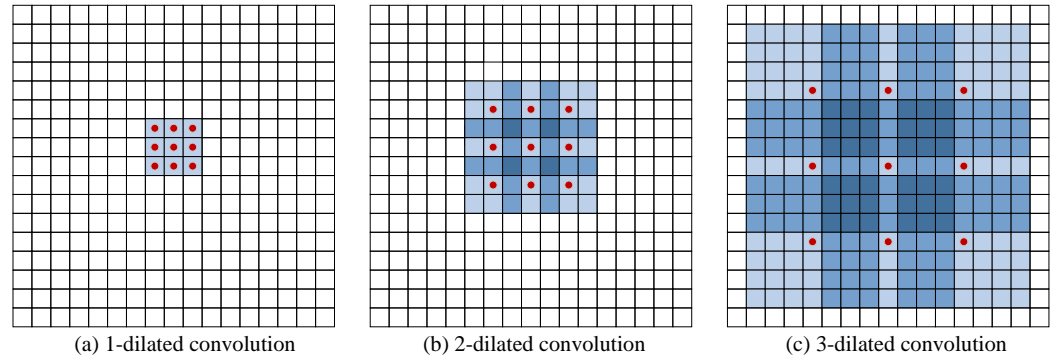 (a) 1-dilated convolution
(b) 2-dilated convolution
(c) 3-dilated convolution